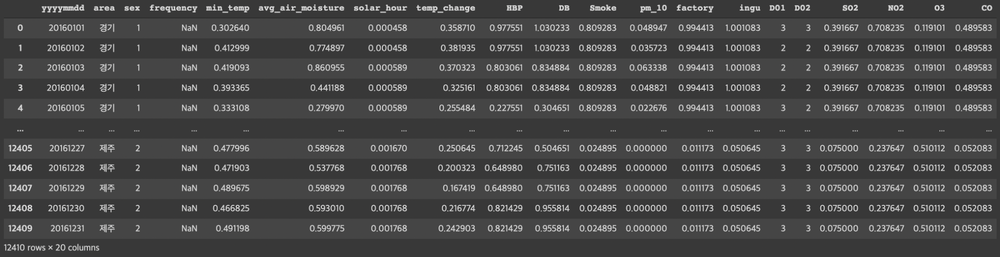 yyyymmdd area sex frequency min_temp avg_air_moisture solar_hour temp_change HBP DB Smoke pm_10 factory ingu D01 D02 SO2 NO2 O3 CO
0 20160101 경기 1 NaN 0.302640 0.804961 0.000458 0.358710 0.977551 1.030233 0.809283 0.048947 0.994413 1.001083 3 3 0.391667 0.708235 0.119101 0.489583
1 20160102 경기 1 NaN 0.412999 0.774897 0.000458 0.381935 0.977551 1.030233 0.809283 0.035723 0.994413 1.001083 2 2 0.391667 0.708235 0.119101 0.489583
2 20160103 경기 1 NaN 0.419093 0.860955 0.000589 0.370323 0.803061 0.834884 0.809283 0.063338 0.994413 1.001083 2 2 0.391667 0.708235 0.119101 0.489583
3 20160104 경기 1 NaN 0.393365 0.441188 0.000589 0.325161 0.803061 0.834884 0.809283 0.048821 0.994413 1.001083 2 2 0.391667 0.708235 0.119101 0.489583
4 20160105 경기 1 NaN 0.333108 0.279970 0.000589 0.255484 0.227551 0.304651 0.809283 0.022676 0.994413 1.001083 3 2 0.391667 0.708235 0.119101 0.489583
... ... ... ... ... ... ... ... ... ... ... ... ... ... ... ... ... ... ... ... ...
12405 20161227 제주 2 NaN 0.477996 0.589628 0.001670 0.250645 0.712245 0.504651 0.024895 0.000000 0.011173 0.050645 3 3 0.075000 0.237647 0.510112 0.052083
12406 20161228 제주 2 NaN 0.471903 0.537768 0.001768 0.200323 0.648980 0.751163 0.024895 0.000000 0.011173 0.050645 3 3 0.075000 0.237647 0.510112 0.052083
12407 20161229 제주 2 NaN 0.489675 0.598929 0.001768 0.167419 0.648980 0.751163 0.024895 0.000000 0.011173 0.050645 3 3 0.075000 0.237647 0.510112 0.052083
12408 20161230 제주 2 NaN 0.466825 0.593010 0.001768 0.216774 0.821429 0.955814 0.024895 0.000000 0.011173 0.050645 3 3 0.075000 0.237647 0.510112 0.052083
12409 20161231 제주 2 NaN 0.491198 0.599775 0.001768 0.242903 0.821429 0.955814 0.024895 0.000000 0.011173 0.050645 3 3 0.075000 0.237647 0.510112 0.052083
12410 rows × 20 columns